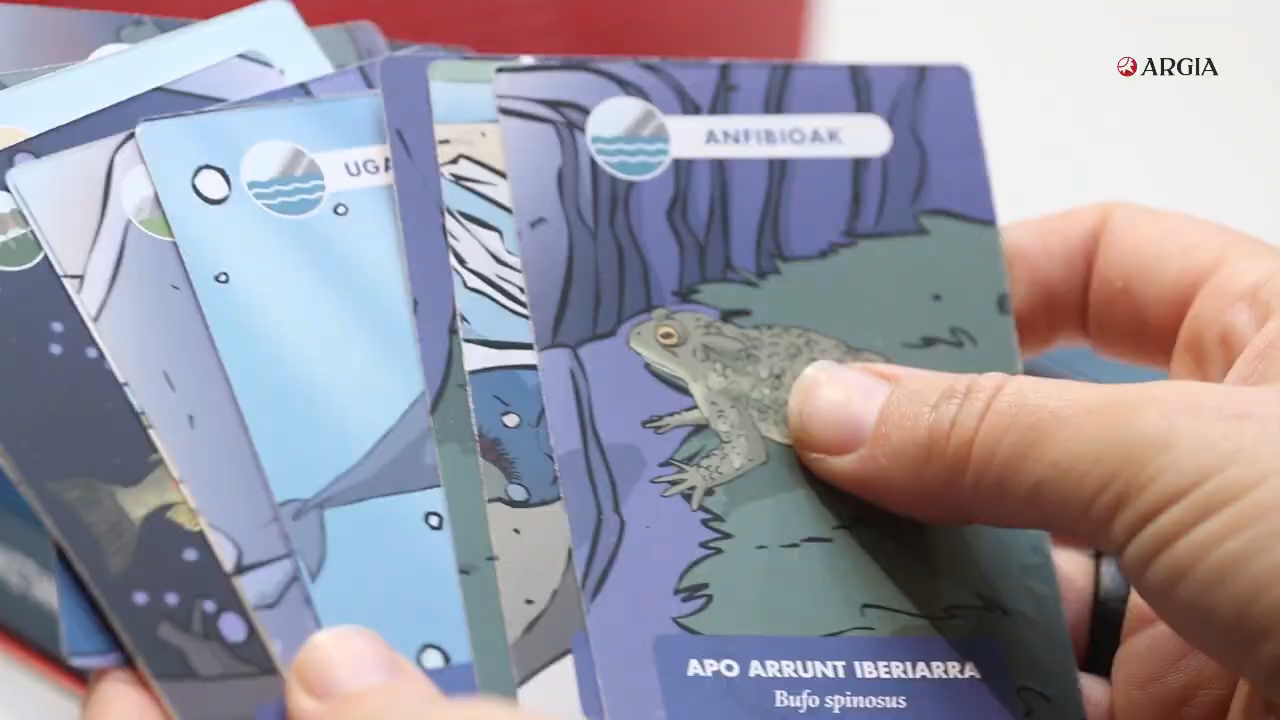 ARGIA
ANFIBIOAK
UGA
APO ARRUNT IBERIARRA
Bufo spinosus